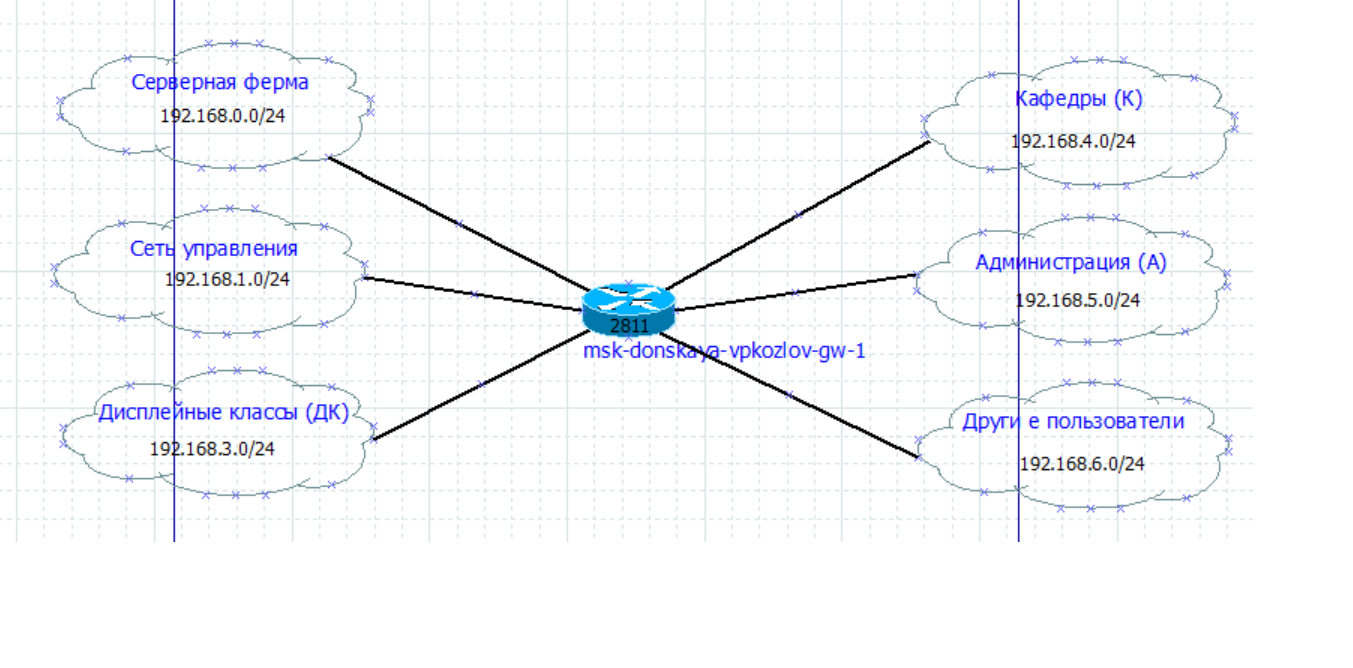 Серверная ферма
192.168.0.0/24
Кафедры (К)
192.168.4.0/24
Сеть управления
192.168.1.0/24
Администрация (А)
192.168.5.0/24
2811
msk-donskaya-vpkozlov-gw-1
Дисплейные классы (ДК)
192.168.3.0/24
Други е пользователи
192.168.6.0/24